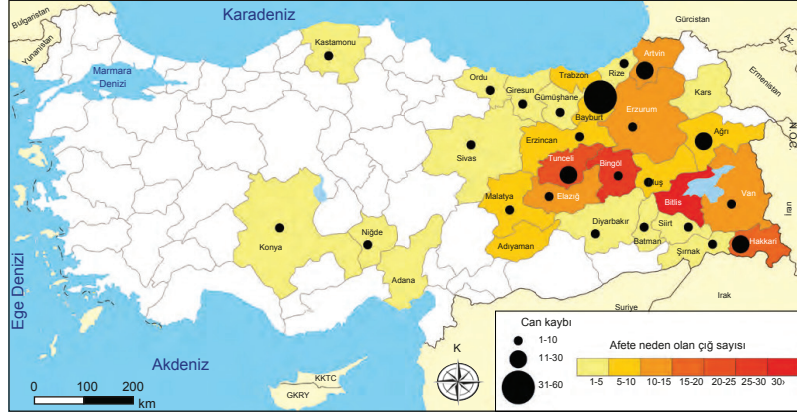 Bulgaristan
Yunanistan
Karadeniz
Gürcistan
Az.
Ermenistan
N.Ö.C.
İran
Irak
Suriye
Marmara
Denizi
Ege Denizi
Akdeniz
KKTC
GKRY
Kastamonu
Ordu
Giresun
Gümüşhane
Trabzon
Rize
Artvin
Kars
Bayburt
Erzurum
Ağrı
Erzincan
Sivas
Tunceli
Bingöl
Muş
Malatya
Elazığ
Bitlis
Van
Konya
Niğde
Adana
Adıyaman
Diyarbakır
Batman
Siirt
Şırnak
Hakkari
K
0 100 200
km
Can kaybı
1-10
11-30
31-60
Afete neden olan çığ sayısı
1-5 5-10 10-15 15-20 20-25 25-30 30›